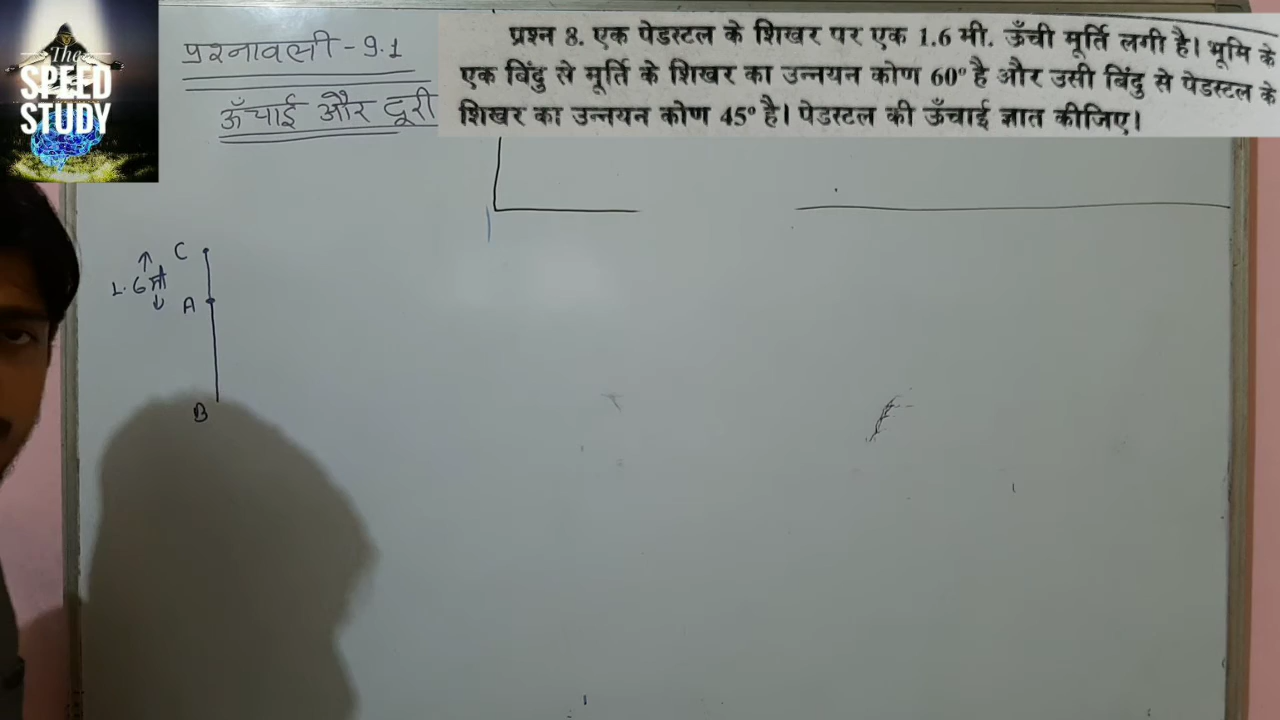 The
SPEED
STUDY
प्रश्नावली - 9.1
ऊँचाई और दूरी
प्रश्न 8. एक पेडस्टल के शिखर पर एक 1.6 मी. ऊँची मूर्ति लगी है। भूमि के
एक बिंदु से मूर्ति के शिखर का उन्नयन कोण 60° है और उसी बिंदु से पेडस्टल के
शिखर का उन्नयन कोण 45° है। पेडस्टल की ऊँचाई ज्ञात कीजिए।
C
1.6 मी
A
B